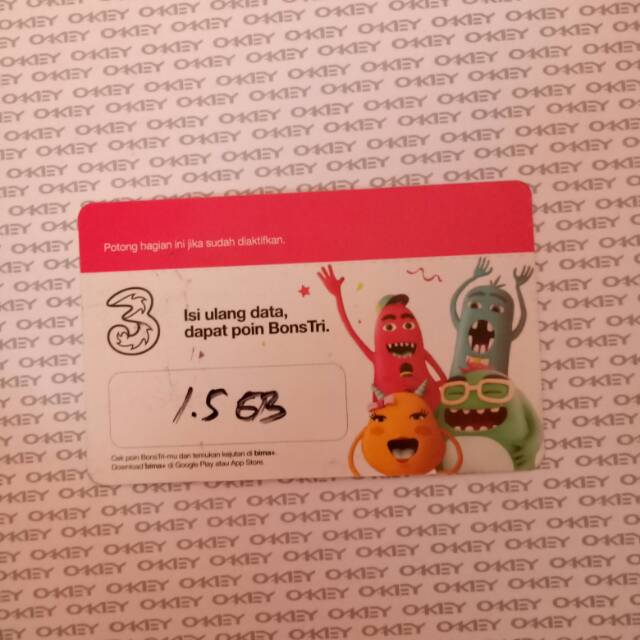 Potong bagian ini jika sudah diaktifkan.
3
Isi ulang data,
dapat poin BonsTri.
1.5 GB
Cek poin BonsTri-mu dan temukan kejutan di bima+.
Download bima+ di Google Play atau App Store.
O-KEY